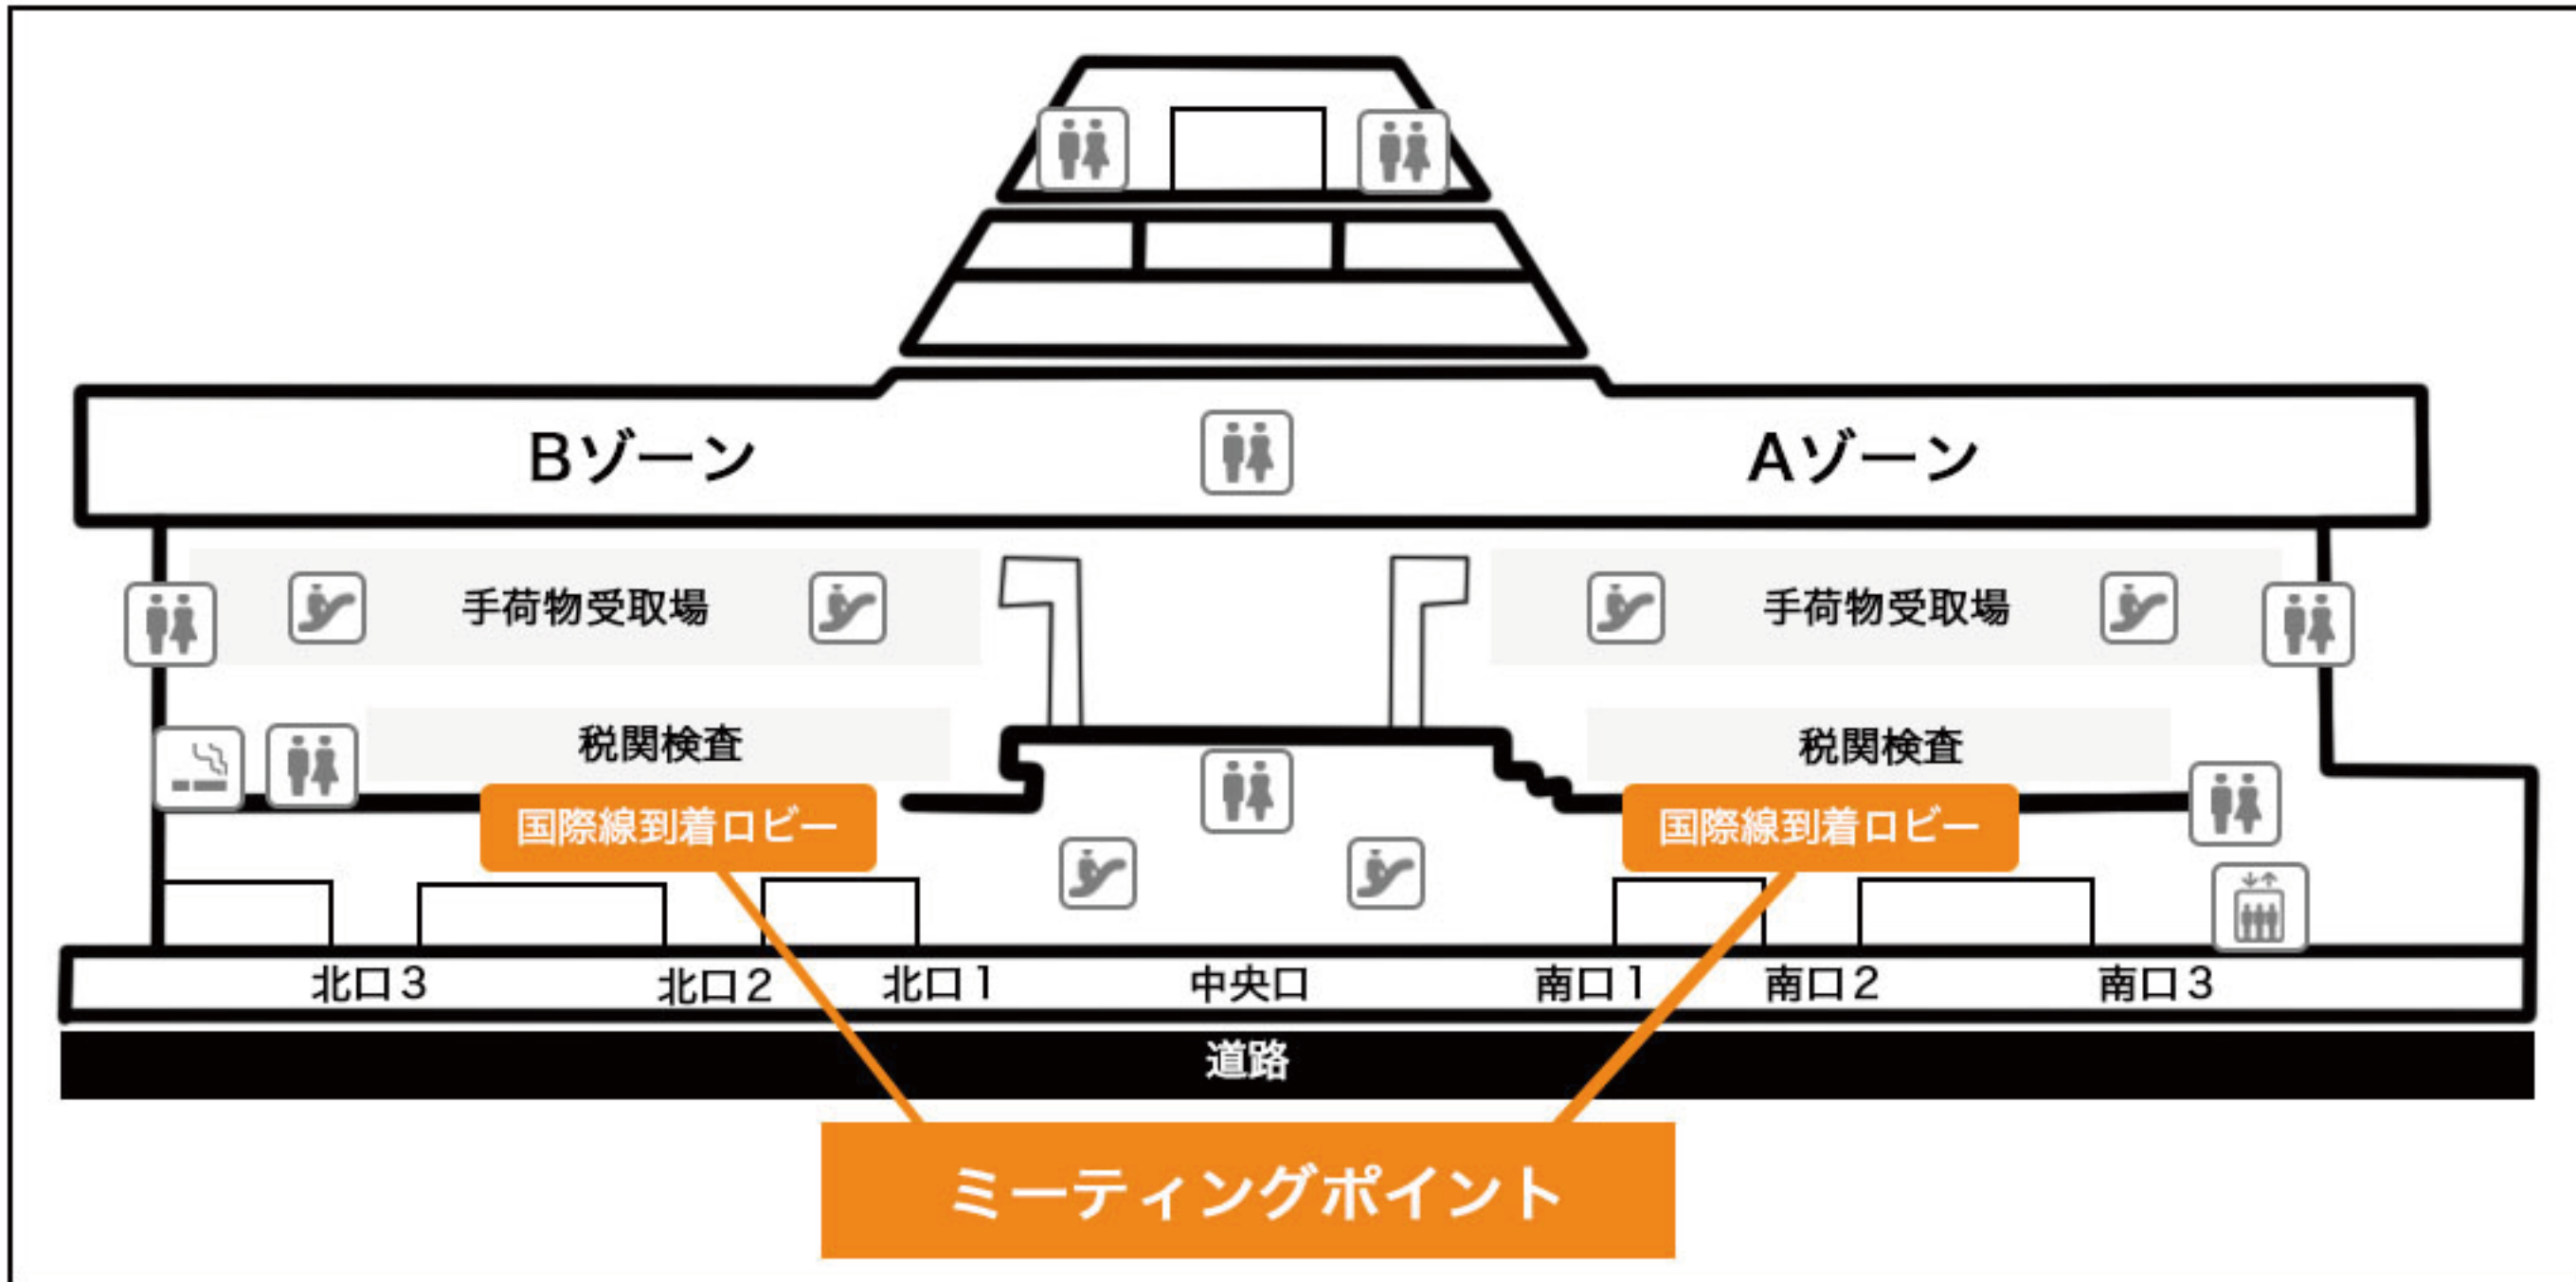 Bゾーン
Aゾーン
手荷物受取場
手荷物受取場
税関検査
税関検査
国際線到着ロビー
国際線到着ロビー
北口3
北口2
北口1
中央口
南口1
南口2
南口3
道路
ミーティングポイント